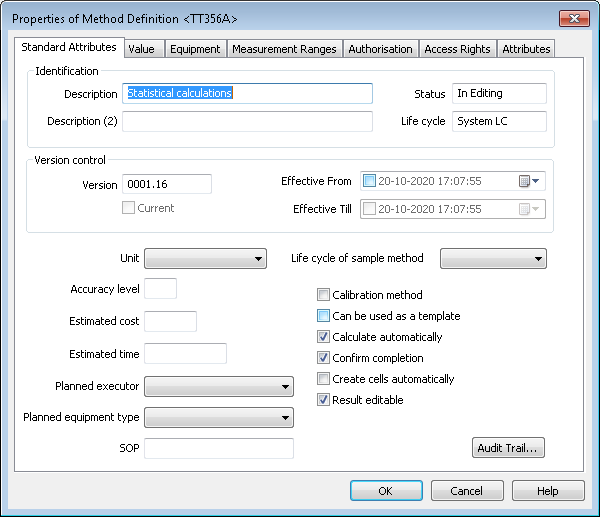 Properties of Method Definition <TT356A>
Standard Attributes Value Equipment Measurement Ranges Authorisation Access Rights Attributes
Identification
Description Statistical calculations Status In Editing
Description (2) Life cycle System LC
Version control
Version 0001.16 Effective From 20-10-2020 17:07:55
Current Effective Till 20-10-2020 17:07:55
Unit Life cycle of sample method
Accuracy level Calibration method
Can be used as a template
Estimated cost
Calculate automatically
Estimated time Confirm completion
Planned executor Create cells automatically
Result editable
Planned equipment type
SOP Audit Trail...
OK Cancel Help